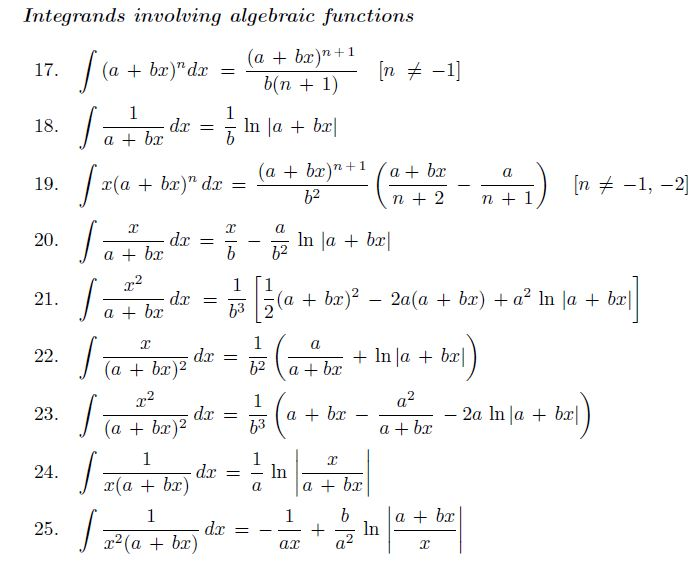 Integrands involving algebraic functions
17. ∫ (a + bx)ⁿ dx = (a + bx)ⁿ⁺¹ / b(n + 1) [n ≠ −1]
18. ∫ 1 / (a + bx) dx = 1/b ln |a + bx|
19. ∫ x(a + bx)ⁿ dx = (a + bx)ⁿ⁺¹ / b² ( (a + bx) / (n + 2) − a / (n + 1) ) [n ≠ −1, −2]
20. ∫ x / (a + bx) dx = x/b − a/b² ln |a + bx|
21. ∫ x² / (a + bx) dx = 1/b³ [ 1/2 (a + bx)² − 2a(a + bx) + a² ln |a + bx| ]
22. ∫ x / (a + bx)² dx = 1/b² ( a / (a + bx) + ln |a + bx| )
23. ∫ x² / (a + bx)² dx = 1/b³ ( a + bx − a² / (a + bx) − 2a ln |a + bx| )
24. ∫ 1 / x(a + bx) dx = 1/a ln | x / (a + bx) |
25. ∫ 1 / x²(a + bx) dx = − 1/ax + b/a² ln | (a + bx) / x |